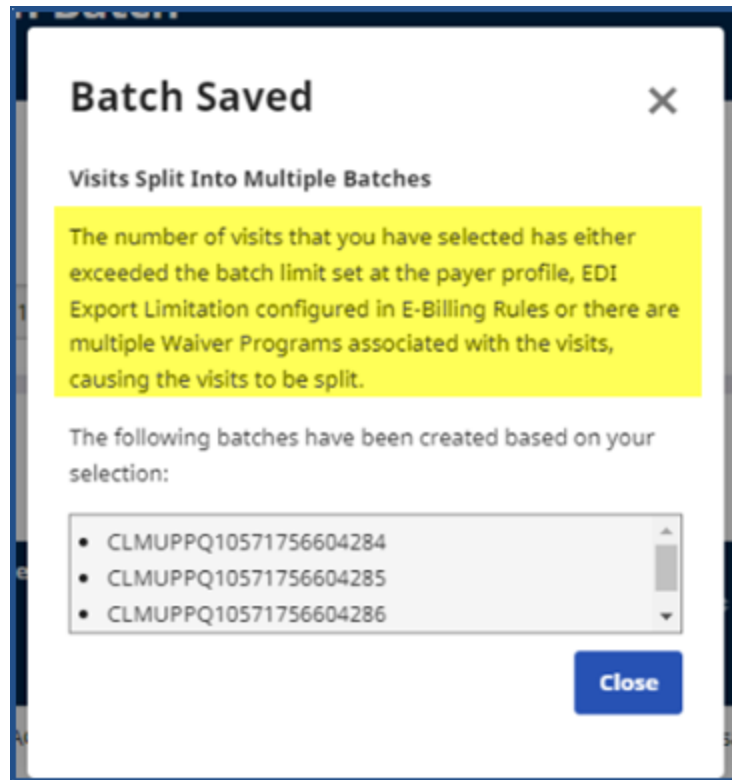 Batch Saved
Visits Split Into Multiple Batches
The number of visits that you have selected has either
exceeded the batch limit set at the payer profile, EDI
Export Limitation configured in E-Billing Rules or there are
multiple Waiver Programs associated with the visits,
causing the visits to be split.
The following batches have been created based on your
selection:
• CLMUPPQ10571756604284
• CLMUPPQ10571756604285
• CLMUPPQ10571756604286
Close